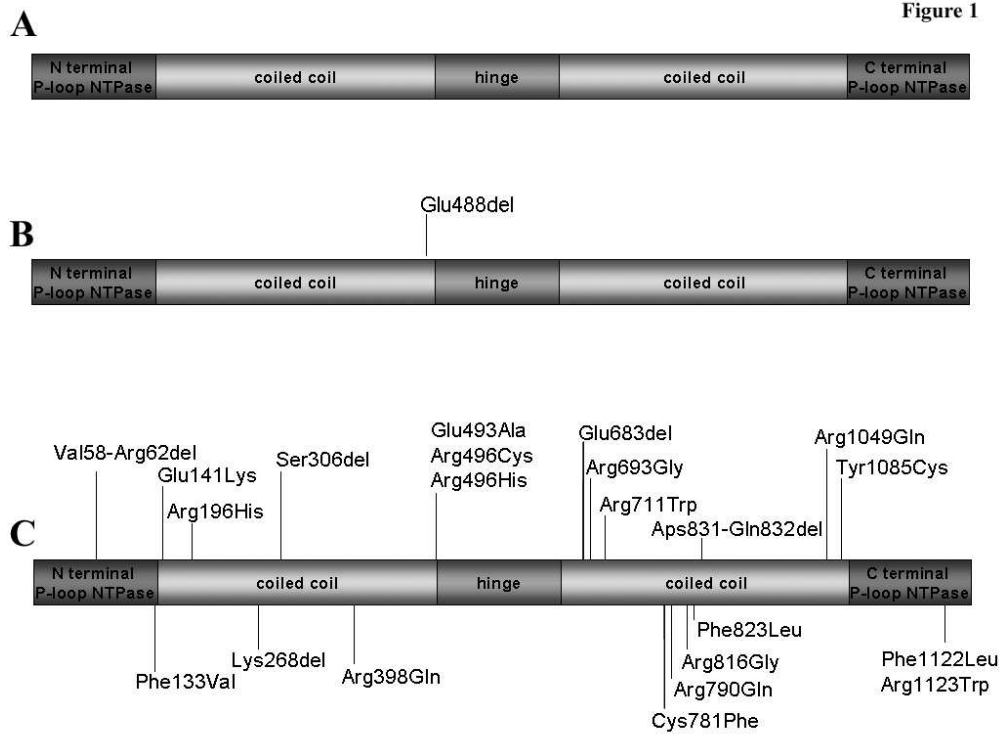 Figure 1
A
N terminal
P-loop NTPase
coiled coil
hinge
coiled coil
C terminal
P-loop NTPase
B
Glu488del
N terminal
P-loop NTPase
coiled coil
hinge
coiled coil
C terminal
P-loop NTPase
C
Val58-Arg62del
Glu141Lys
Arg196His
Ser306del
Glu493Ala
Arg496Cys
Arg496His
Glu683del
Arg693Gly
Arg711Trp
Aps831-Gln832del
Arg1049Gln
Tyr1085Cys
N terminal
P-loop NTPase
coiled coil
hinge
coiled coil
C terminal
P-loop NTPase
Phe133Val
Lys268del
Arg398Gln
Phe823Leu
Arg816Gly
Arg790Gln
Cys781Phe
Phe1122Leu
Arg1123Trp